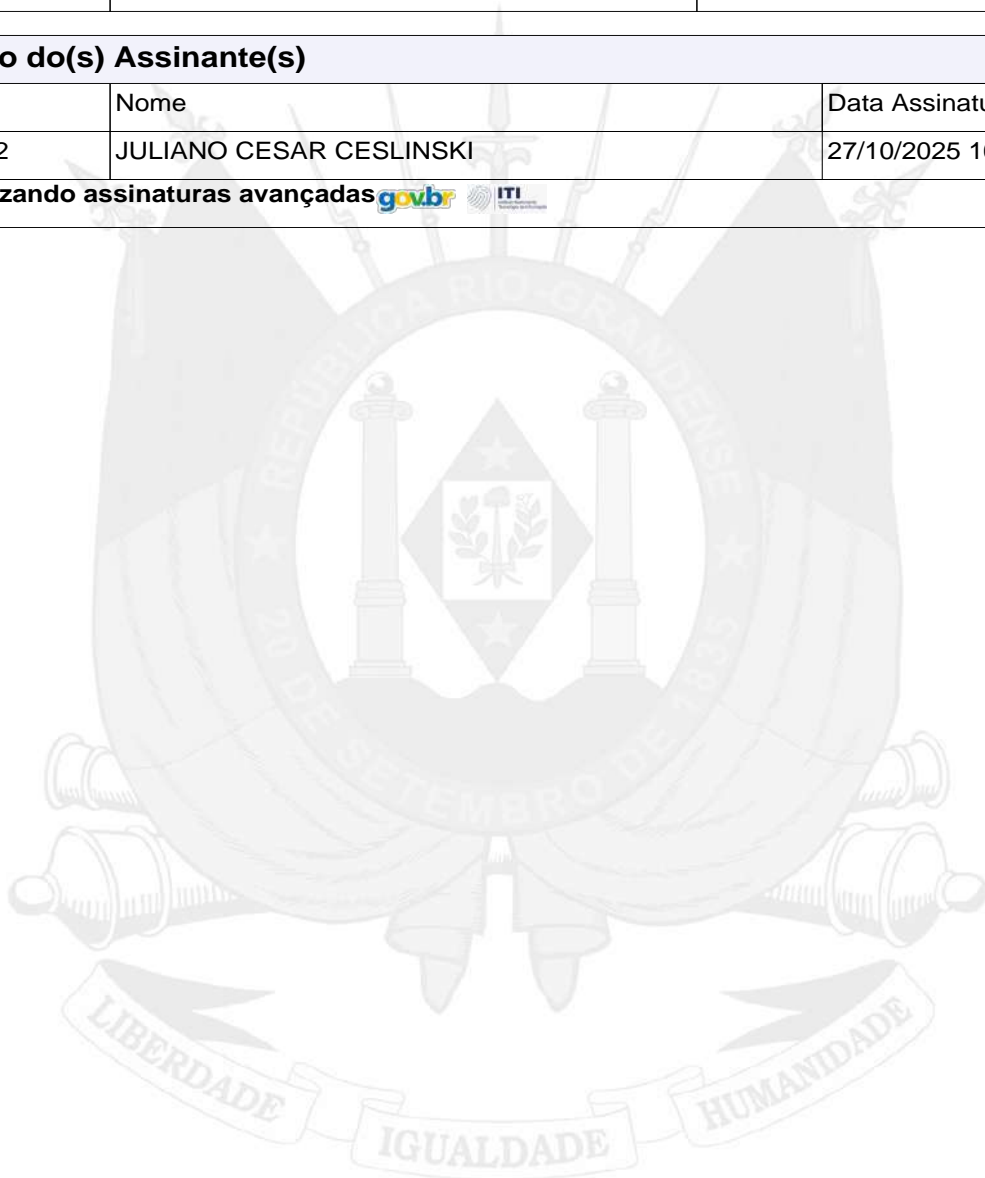 o do(s) Assinante(s)
Nome Data Assinatu
2 JULIANO CESAR CESLINSKI 27/10/2025 1
zando assinaturas avançadas gov.br ITI
REPÚBLICA RIO-GRANDENSE
20 DE SETEMBRO DE 1835
LIBERDADE IGUALDADE HUMANIDADE